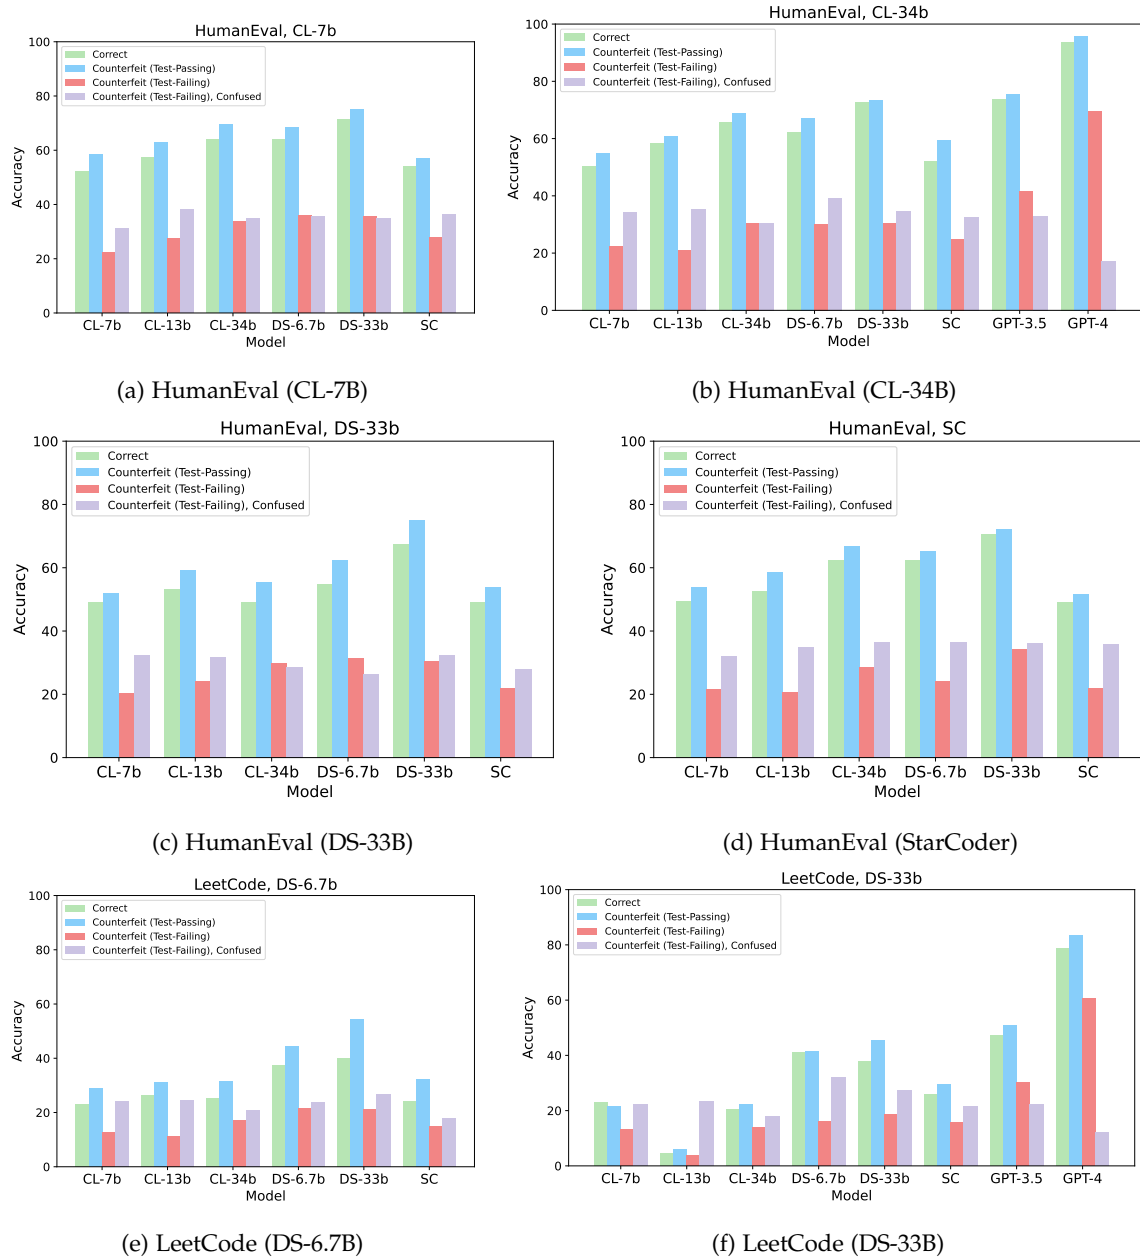 HumanEval, CL-7b
100
80
60
40
20
0
Accuracy
Correct
Counterfeit (Test-Passing)
Counterfeit (Test-Failing)
Counterfeit (Test-Failing), Confused
CL-7b CL-13b CL-34b DS-6.7b DS-33b SC
Model
(a) HumanEval (CL-7B)
HumanEval, CL-34b
100
80
60
40
20
0
Accuracy
Correct
Counterfeit (Test-Passing)
Counterfeit (Test-Failing)
Counterfeit (Test-Failing), Confused
CL-7b CL-13b CL-34b DS-6.7b DS-33b SC GPT-3.5 GPT-4
Model
(b) HumanEval (CL-34B)
HumanEval, DS-33b
100
80
60
40
20
0
Accuracy
Correct
Counterfeit (Test-Passing)
Counterfeit (Test-Failing)
Counterfeit (Test-Failing), Confused
CL-7b CL-13b CL-34b DS-6.7b DS-33b SC
Model
(c) HumanEval (DS-33B)
HumanEval, SC
100
80
60
40
20
0
Accuracy
Correct
Counterfeit (Test-Passing)
Counterfeit (Test-Failing)
Counterfeit (Test-Failing), Confused
CL-7b CL-13b CL-34b DS-6.7b DS-33b SC
Model
(d) HumanEval (StarCoder)
LeetCode, DS-6.7b
100
80
60
40
20
0
Accuracy
Correct
Counterfeit (Test-Passing)
Counterfeit (Test-Failing)
Counterfeit (Test-Failing), Confused
CL-7b CL-13b CL-34b DS-6.7b DS-33b SC
Model
(e) LeetCode (DS-6.7B)
LeetCode, DS-33b
100
80
60
40
20
0
Accuracy
Correct
Counterfeit (Test-Passing)
Counterfeit (Test-Failing)
Counterfeit (Test-Failing), Confused
CL-7b CL-13b CL-34b DS-6.7b DS-33b SC GPT-3.5 GPT-4
Model
(f) LeetCode (DS-33B)